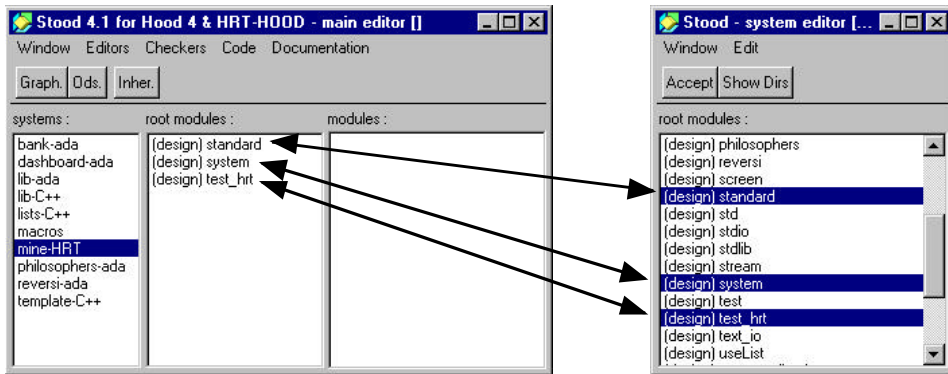 Stood 4.1 for Hood 4 & HRT-HOOD - main editor []
Window Editors Checkers Code Documentation
Graph. Ods. Inher.
systems :
bank-ada
dashboard-ada
lib-ada
lib-C++
lists-C++
macros
mine-HRT
philosophers-ada
reversi-ada
template-C++
root modules :
(design) standard
(design) system
(design) test_hrt
modules :
Stood - system editor [...
Window Edit
Accept Show Dirs
root modules :
(design) philosophers
(design) reversi
(design) screen
(design) standard
(design) std
(design) stdio
(design) stdlib
(design) stream
(design) system
(design) test
(design) test_hrt
(design) text_io
(design) useList